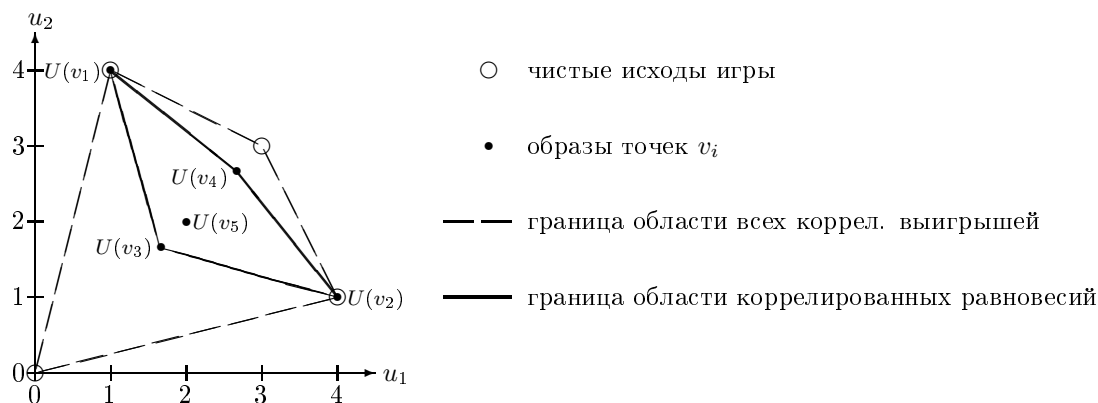 u₂
4
U(v₁)
чистые исходы игры
3
образы точек vᵢ
U(v₄)
2
U(v₅)
граница области всех коррел. выигрышей
U(v₃)
1
U(v₂)
граница области коррелированных равновесий
0
u₁
0 1 2 3 4